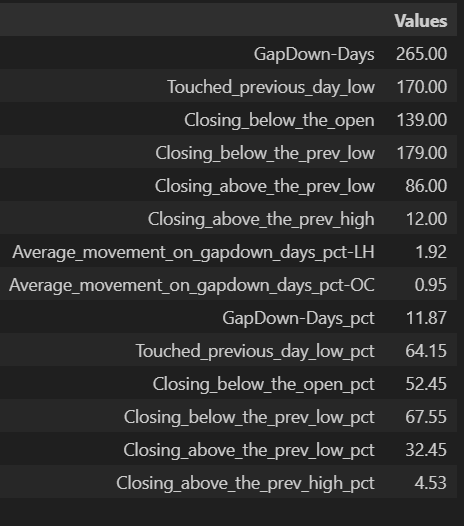 Values
GapDown-Days 265.00
Touched_previous_day_low 170.00
Closing_below_the_open 139.00
Closing_below_the_prev_low 179.00
Closing_above_the_prev_low 86.00
Closing_above_the_prev_high 12.00
Average_movement_on_gapdown_days_pct-LH 1.92
Average_movement_on_gapdown_days_pct-OC 0.95
GapDown-Days_pct 11.87
Touched_previous_day_low_pct 64.15
Closing_below_the_open_pct 52.45
Closing_below_the_prev_low_pct 67.55
Closing_above_the_prev_low_pct 32.45
Closing_above_the_prev_high_pct 4.53